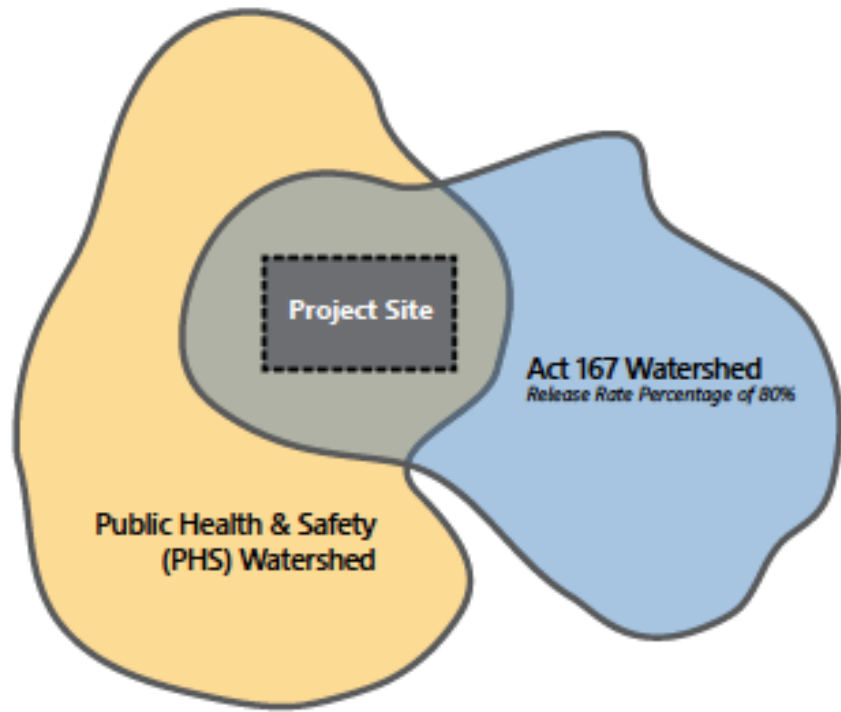 Project Site
Act 167 Watershed
Release Rate Percentage of 80%
Public Health & Safety
(PHS) Watershed